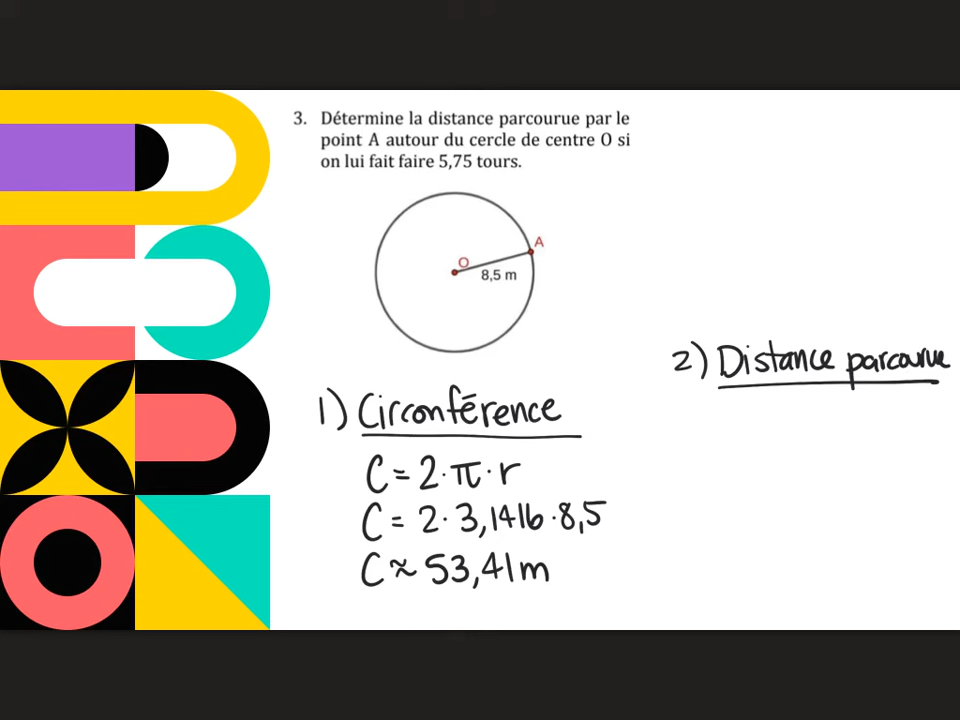 3. Détermine la distance parcourue par le
point A autour du cercle de centre O si
on lui fait faire 5,75 tours.
A
O
8,5 m
2) Distance parcourue
1) Circonférence
C = 2·π·r
C = 2·3,1416·8,5
C ≈ 53,41m